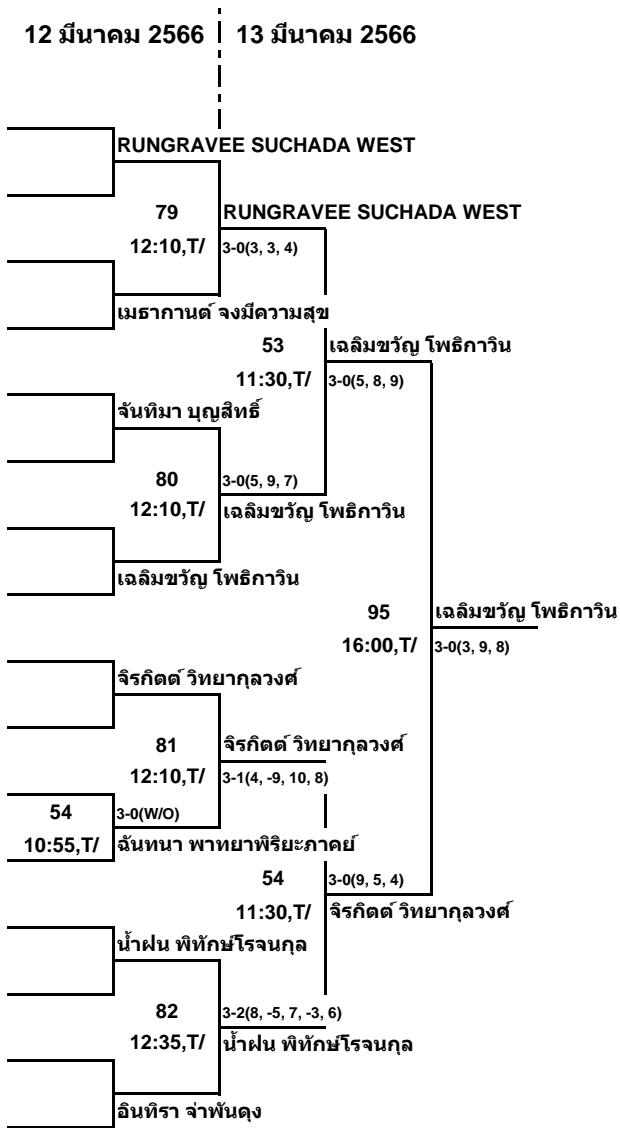 12 มีนาคม 2566 13 มีนาคม 2566
RUNGRAVEE SUCHADA WEST
79 RUNGRAVEE SUCHADA WEST
12:10,T/ 3-0(3, 3, 4)
เมธากานต์ จงมีความสุข
53 เฉลิมขวัญ โพธิกาวิน
11:30,T/ 3-0(5, 8, 9)
จันทิมา บุญสิทธิ์
80 3-0(5, 9, 7)
12:10,T/ เฉลิมขวัญ โพธิกาวิน
เฉลิมขวัญ โพธิกาวิน
95 เฉลิมขวัญ โพธิกาวิน
16:00,T/ 3-0(3, 9, 8)
จิรกิตต์ วิทยากุลวงศ์
81 จิรกิตต์ วิทยากุลวงศ์
12:10,T/ 3-1(4, -9, 10, 8)
54 3-0(W/O)
10:55,T/ ฉันทนา พาทยาพิริยะภาคย์
54 3-0(9, 5, 4)
11:30,T/ จิรกิตต์ วิทยากุลวงศ์
น้ำฝน พิทักษ์โรจนกุล
82 3-2(8, -5, 7, -3, 6)
12:35,T/ น้ำฝน พิทักษ์โรจนกุล
อินทิรา จ่าพันดุง